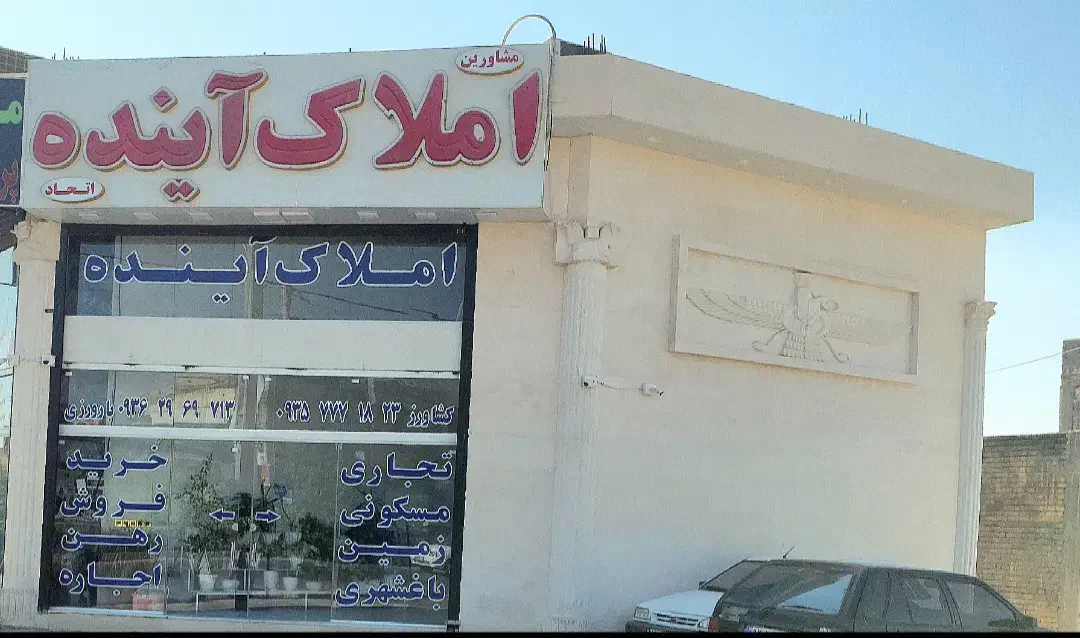 مشاورین
املاک آینده
اتحاد
املاک آینده
کشاورز ۰۹۳۵ ۷۷۷ ۱۸ ۲۳
۰۹۳۶ ۲۹ ۶۹ ۷۱۳
تجاری
مسکونی
زمین
باغشهری
خرید
فروش
رهن
اجاره